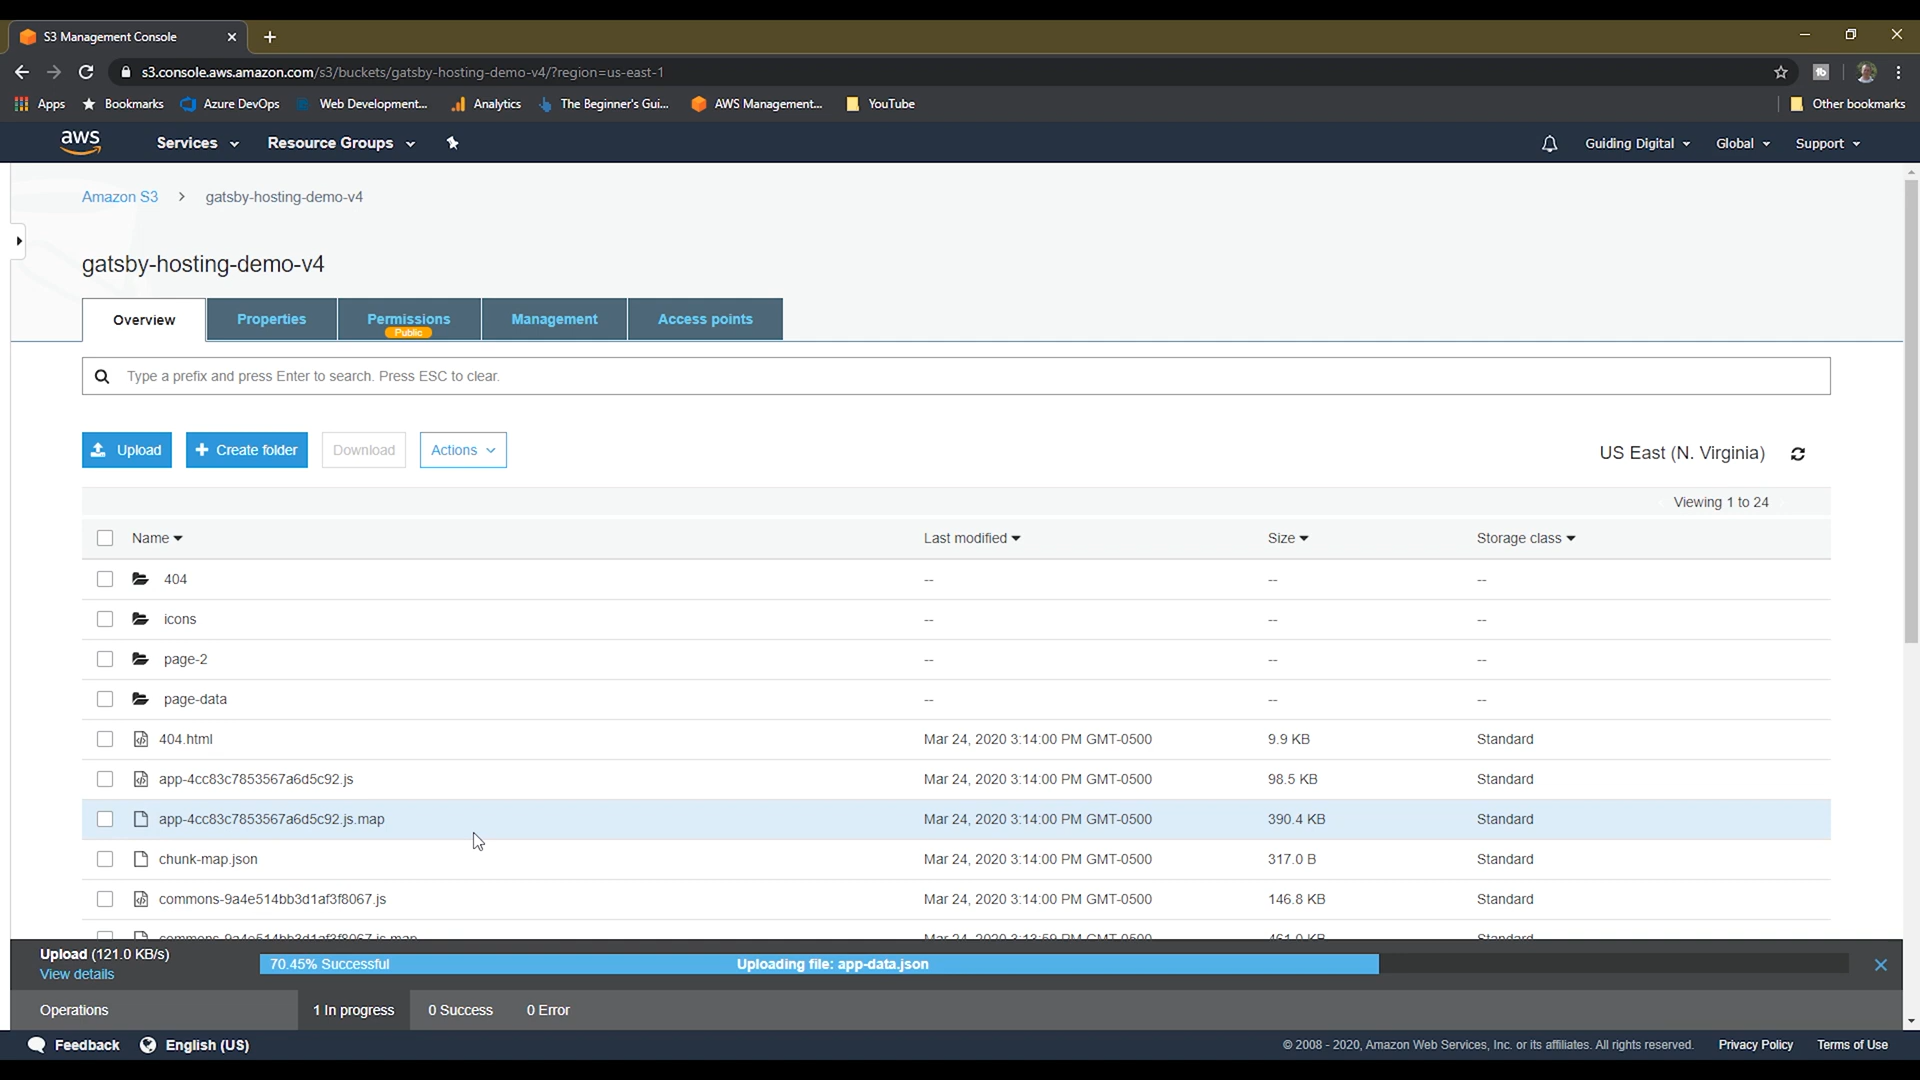 S3 Management Console
s3.console.aws.amazon.com/s3/buckets/gatsby-hosting-demo-v4/?region=us-east-1
Apps Bookmarks Azure DevOps Web Development... Analytics The Beginner's Gui... AWS Management... YouTube Other bookmarks
aws Services Resource Groups Guiding Digital Global Support
Amazon S3 > gatsby-hosting-demo-v4
gatsby-hosting-demo-v4
Overview Properties Permissions Management Access points
Public
Type a prefix and press Enter to search. Press ESC to clear.
Upload + Create folder Download Actions US East (N. Virginia)
Viewing 1 to 24
Name Last modified Size Storage class
404 -- -- --
icons -- -- --
page-2 -- -- --
page-data -- -- --
404.html Mar 24, 2020 3:14:00 PM GMT-0500 9.9 KB Standard
app-4cc83c7853567a6d5c92.js Mar 24, 2020 3:14:00 PM GMT-0500 98.5 KB Standard
app-4cc83c7853567a6d5c92.js.map Mar 24, 2020 3:14:00 PM GMT-0500 390.4 KB Standard
chunk-map.json Mar 24, 2020 3:14:00 PM GMT-0500 317.0 B Standard
commons-9a4e514bb3d1af3f8067.js Mar 24, 2020 3:14:00 PM GMT-0500 146.8 KB Standard
commons-9a4e514bb3d1af3f8067.js.map Mar 24, 2020 3:13:59 PM GMT-0500 461.0 KB Standard
Upload (121.0 KB/s)
View details
70.45% Successful Uploading file: app-data.json
Operations 1 In progress 0 Success 0 Error
Feedback English (US) © 2008 - 2020, Amazon Web Services, Inc. or its affiliates. All rights reserved. Privacy Policy Terms of Use